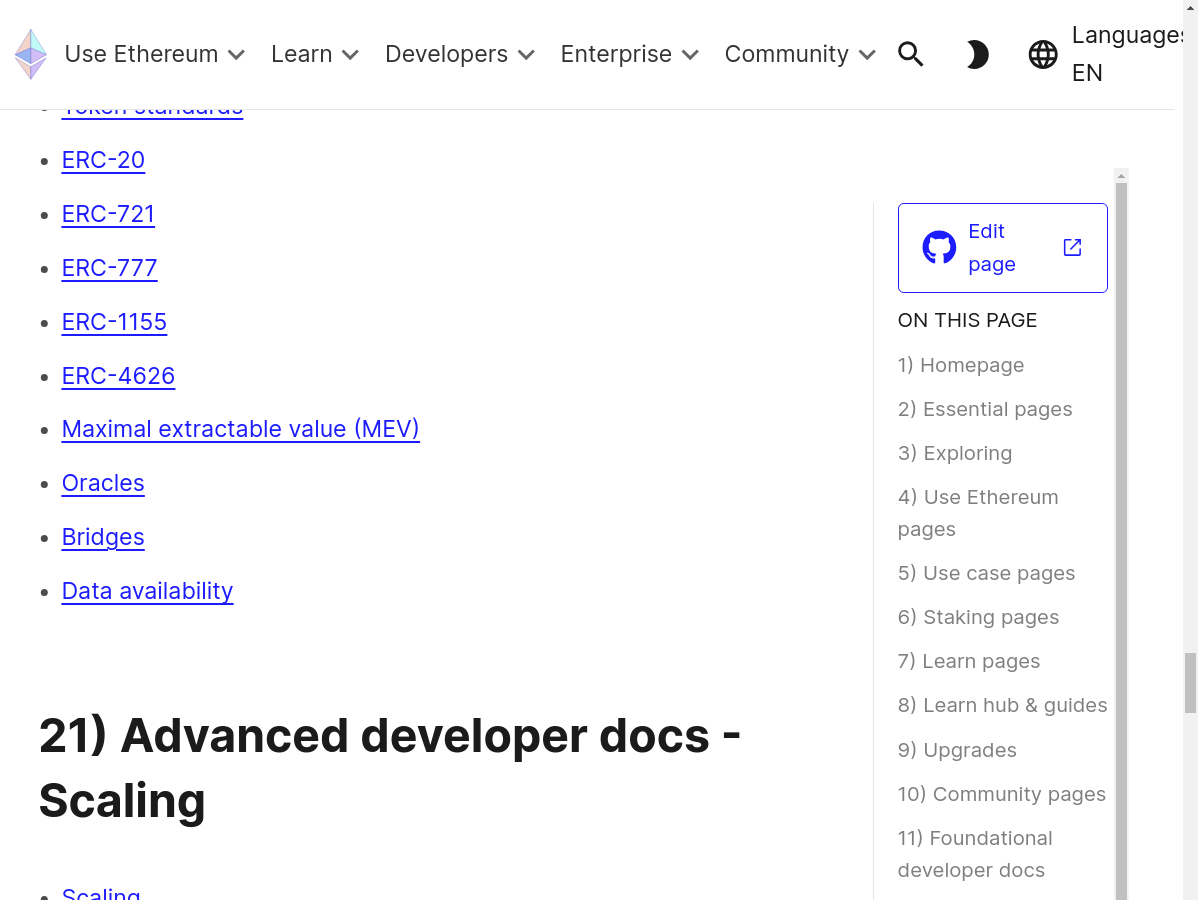 Use Ethereum
Learn
Developers
Enterprise
Community
Languages
EN
Token standards
ERC-20
ERC-721
ERC-777
ERC-1155
ERC-4626
Maximal extractable value (MEV)
Oracles
Bridges
Data availability
21) Advanced developer docs -
Scaling
Scaling
Edit
page
ON THIS PAGE
1) Homepage
2) Essential pages
3) Exploring
4) Use Ethereum
pages
5) Use case pages
6) Staking pages
7) Learn pages
8) Learn hub & guides
9) Upgrades
10) Community pages
11) Foundational
developer docs